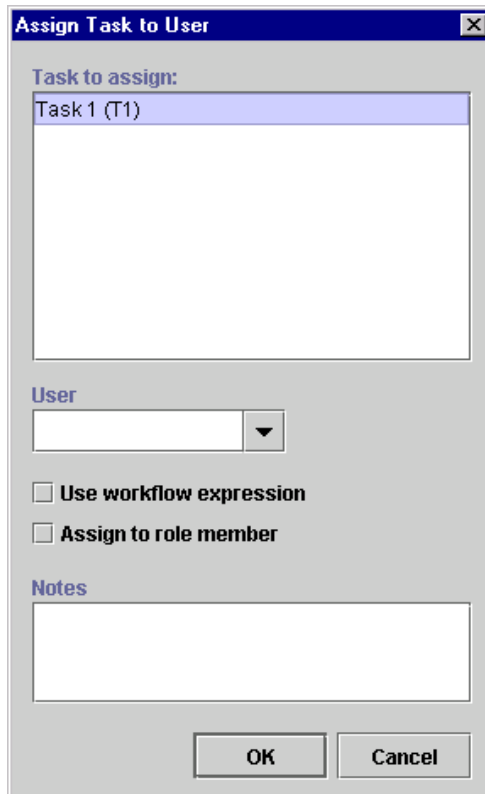 Assign Task to User
Task to assign:
Task 1 (T1)
User
Use workflow expression
Assign to role member
Notes
OK
Cancel